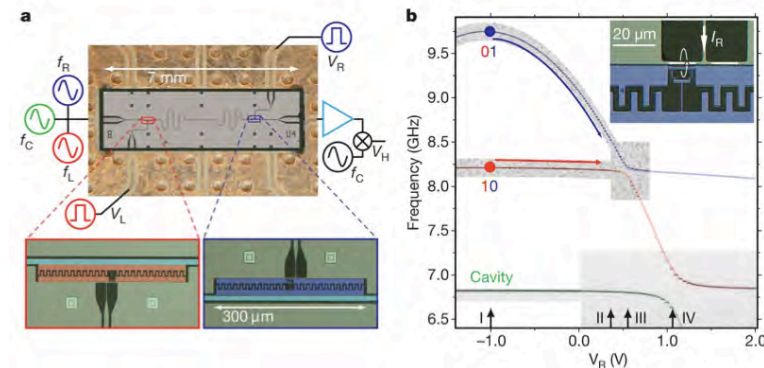 a
f_R
f_C
f_L
V_L
V_R
7 mm
8
U4
f_C
V_H
300 µm
b
Frequency (GHz)
9.5
9.0
8.5
8.0
7.5
7.0
6.5
01
10
Cavity
20 µm
I_R
I
II
III
IV
-1.0
0.0
1.0
2.0
V_R (V)